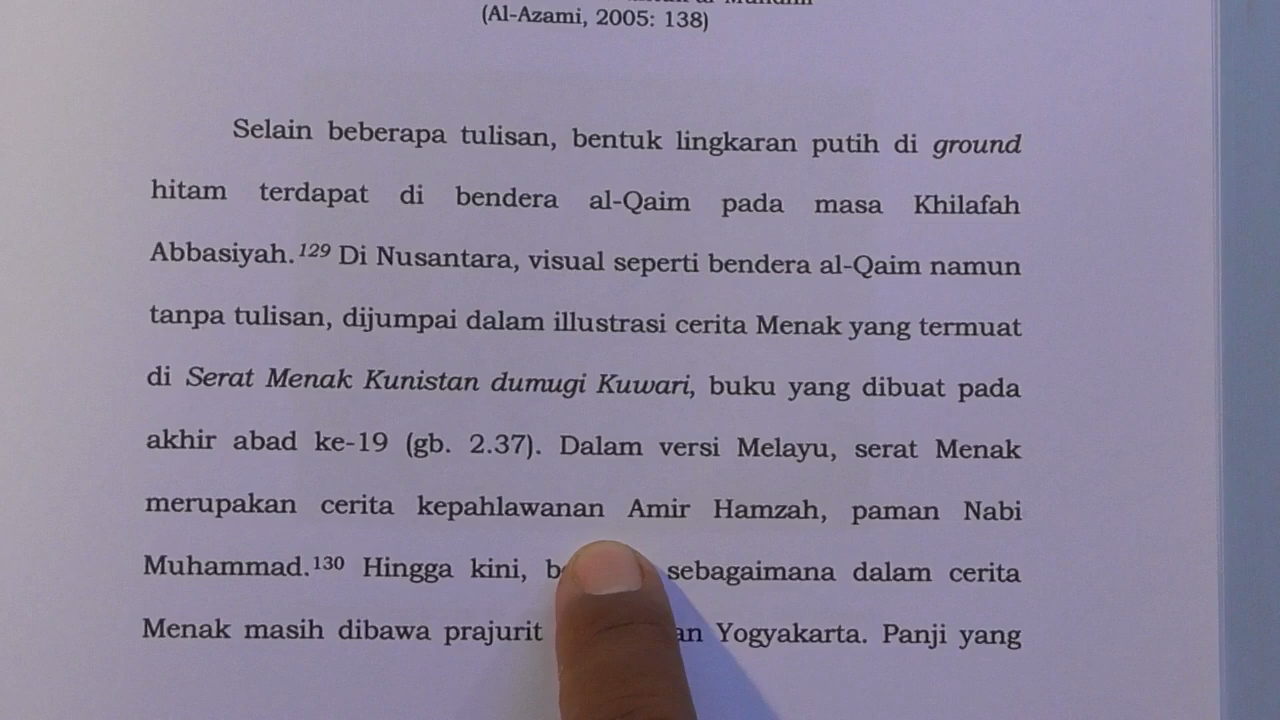 (Al-Azami, 2005: 138)
Selain beberapa tulisan, bentuk lingkaran putih di ground
hitam terdapat di bendera al-Qaim pada masa Khilafah
Abbasiyah.129 Di Nusantara, visual seperti bendera al-Qaim namun
tanpa tulisan, dijumpai dalam illustrasi cerita Menak yang termuat
di Serat Menak Kunistan dumugi Kuwari, buku yang dibuat pada
akhir abad ke-19 (gb. 2.37). Dalam versi Melayu, serat Menak
merupakan cerita kepahlawanan Amir Hamzah, paman Nabi
Muhammad.130 Hingga kini, sebagaimana dalam cerita
Menak masih dibawa prajurit Yogyakarta. Panji yang